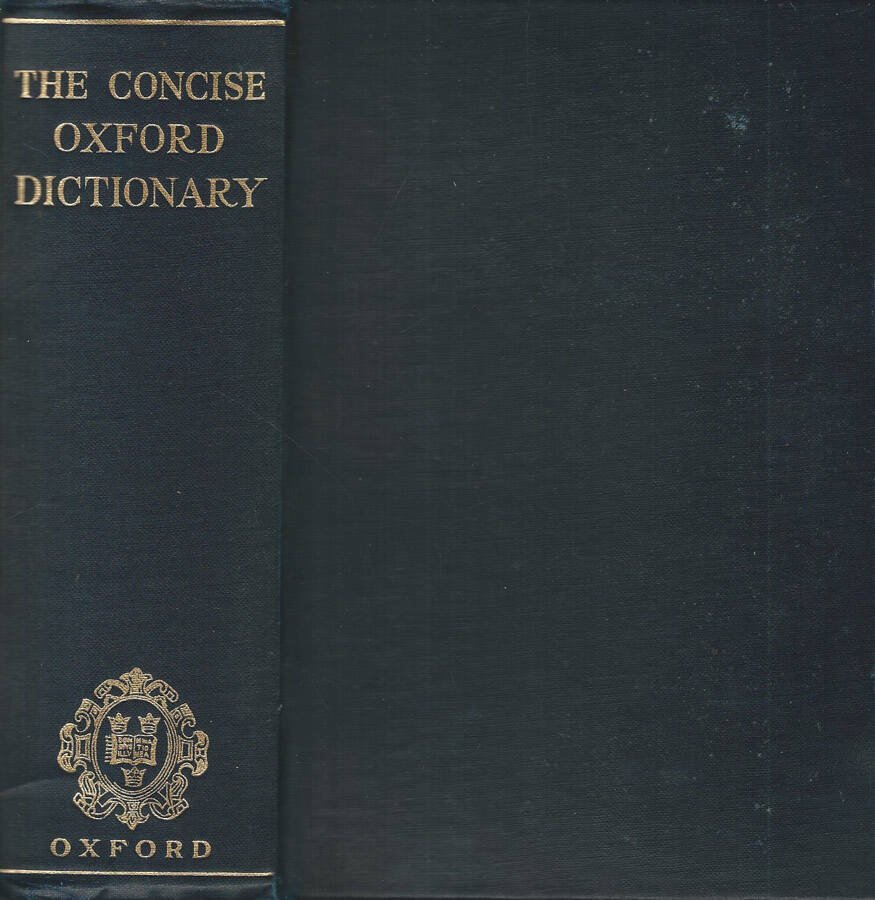 THE CONCISE
OXFORD
DICTIONARY
OXFORD